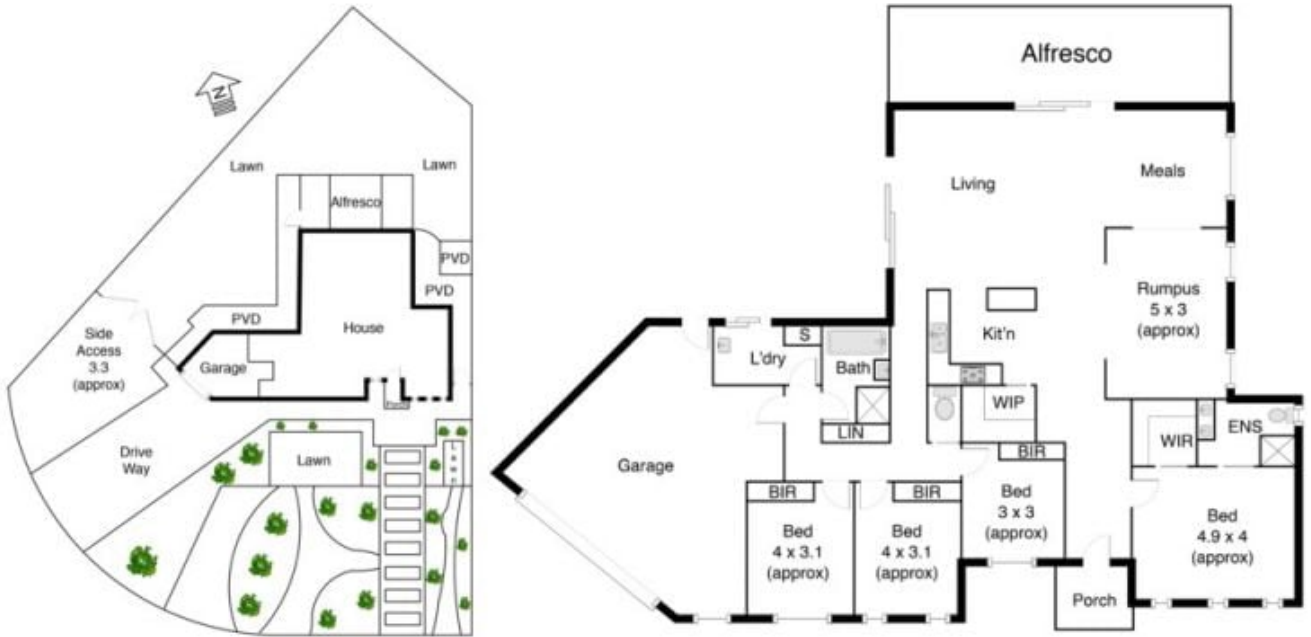 N
Lawn
Lawn
Alfresco
PVD
PVD
PVD
House
Side
Access
3.3
(approx)
Garage
Drive
Way
Lawn
L
a
w
n
Alfresco
Living
Meals
Rumpus
5 x 3
(approx)
Kit'n
S
L'dry
Bath
WIP
LIN
WIR
ENS
Garage
BIR
BIR
BIR
Bed
3 x 3
(approx)
Bed
4 x 3.1
(approx)
Bed
4 x 3.1
(approx)
Bed
4.9 x 4
(approx)
Porch